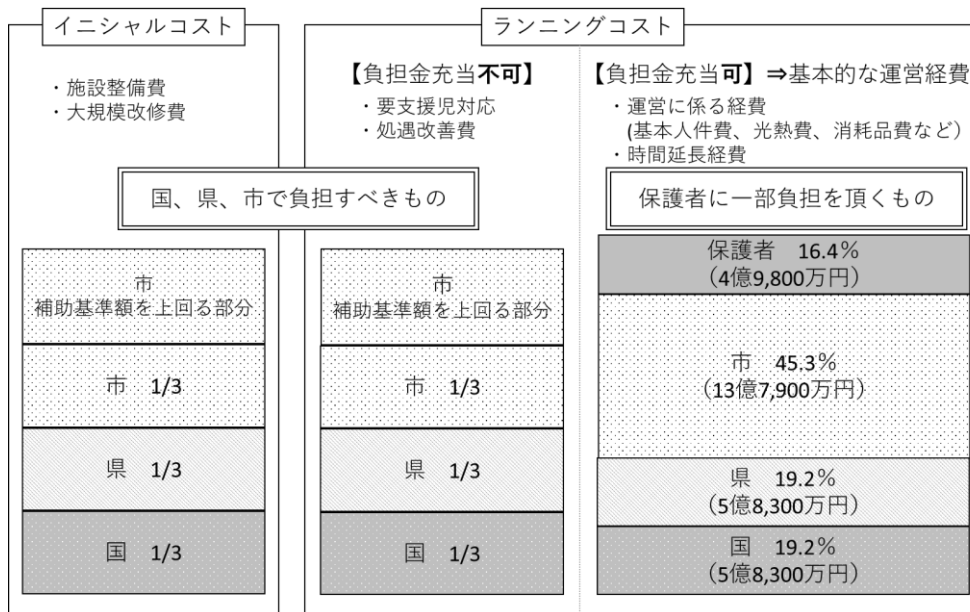 イニシャルコスト
・施設整備費
・大規模改修費
ランニングコスト
【負担金充当不可】
・要支援児対応
・処遇改善費
【負担金充当可】⇒基本的な運営経費
・運営に係る経費
(基本人件費、光熱費、消耗品費など）
・時間延長経費
国、県、市で負担すべきもの
保護者に一部負担を頂くもの
市
補助基準額を上回る部分
市 1/3
県 1/3
国 1/3
市
補助基準額を上回る部分
市 1/3
県 1/3
国 1/3
保護者 16.4％
（4億9,800万円）
市 45.3％
（13億7,900万円）
県 19.2％
（5億8,300万円）
国 19.2％
（5億8,300万円）